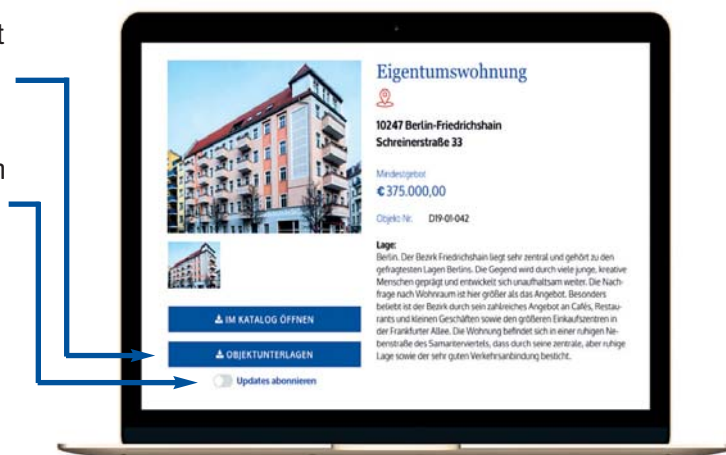 t
n
Eigentumswohnung
10247 Berlin-Friedrichshain
Schreinerstraße 33
Mindestgebot
€ 375.000,00
Objekt-Nr. D19-01-042
Lage:
Berlin. Der Bezirk Friedrichshain liegt sehr zentral und gehört zu den
gefragtesten Lagen Berlins. Die Gegend wird durch viele junge, kreative
Menschen geprägt und entwickelt sich unaufhaltsam weiter. Die Nach-
frage nach Wohnraum ist hier größer als das Angebot. Besonders
beliebt ist der Bezirk durch sein zahlreiches Angebot an Cafés, Restau-
rants und kleinen Geschäften sowie den größeren Einkaufszentren in
der Frankfurter Allee. Die Wohnung befindet sich in einer ruhigen Ne-
benstraße des Samariterviertels, dass durch seine zentrale, aber ruhige
Lage sowie der sehr guten Verkehrsanbindung besticht.
IM KATALOG ÖFFNEN
OBJEKTUNTERLAGEN
Updates abonnieren